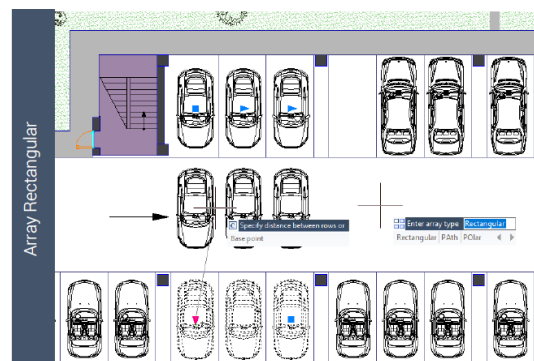 Array Rectangular
Specify distance between rows or
Base point
Enter array type Rectangular
Rectangular PAth POlar